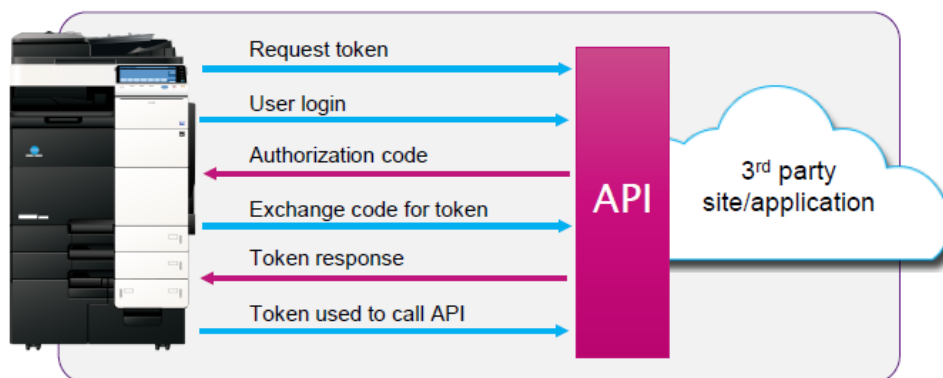 Request token
User login
Authorization code
Exchange code for token
Token response
Token used to call API
API
3rd party
site/application